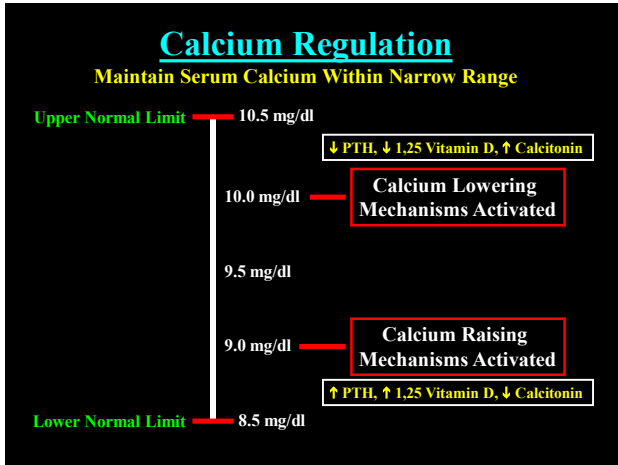 Calcium Regulation
Maintain Serum Calcium Within Narrow Range
Upper Normal Limit
10.5 mg/dl
↓ PTH, ↓ 1,25 Vitamin D, ↑ Calcitonin
10.0 mg/dl
Calcium Lowering
Mechanisms Activated
9.5 mg/dl
9.0 mg/dl
Calcium Raising
Mechanisms Activated
↑ PTH, ↑ 1,25 Vitamin D, ↓ Calcitonin
Lower Normal Limit
8.5 mg/dl